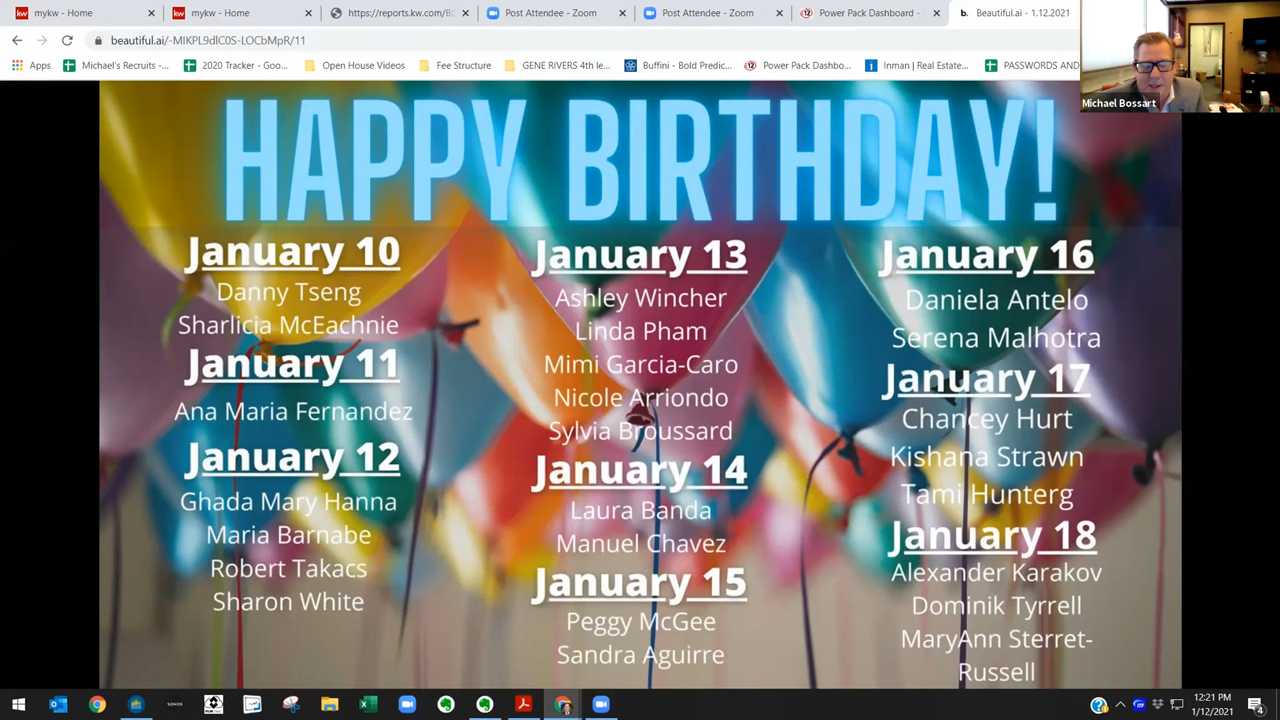 mykw - Home
mykw - Home
https://reports.kw.com/B
Post Attendee - Zoom
Post Attendee - Zoom
Power Pack Dashboard -
Beautiful.ai - 1.12.2021
beautiful.ai/-MIKPL9dlC0S-LOCbMpR/11
Apps
Michael's Recruits -...
2020 Tracker - Goo...
Open House Videos
Fee Structure
GENE RIVERS 4th le...
Buffini - Bold Predic...
Power Pack Dashbo...
Inman | Real Estate...
PASSWORDS AND
Michael Bossart
HAPPY BIRTHDAY!
January 10
Danny Tseng
Sharlicia McEachnie
January 11
Ana Maria Fernandez
January 12
Ghada Mary Hanna
Maria Barnabe
Robert Takacs
Sharon White
January 13
Ashley Wincher
Linda Pham
Mimi Garcia-Caro
Nicole Arriondo
Sylvia Broussard
January 14
Laura Banda
Manuel Chavez
January 15
Peggy McGee
Sandra Aguirre
January 16
Daniela Antelo
Serena Malhotra
January 17
Chancey Hurt
Kishana Strawn
Tami Hunterg
January 18
Alexander Karakov
Dominik Tyrrell
MaryAnn Sterret-
Russell
SONOS
12:21 PM
1/12/2021
4